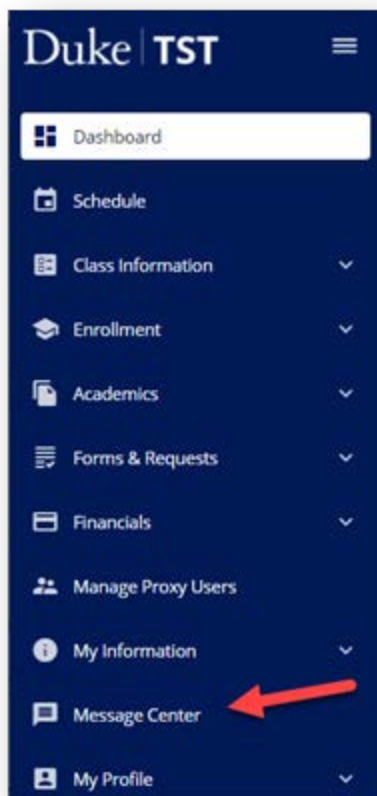 Duke | TST
Dashboard
Schedule
Class Information
Enrollment
Academics
Forms & Requests
Financials
Manage Proxy Users
My Information
Message Center
My Profile